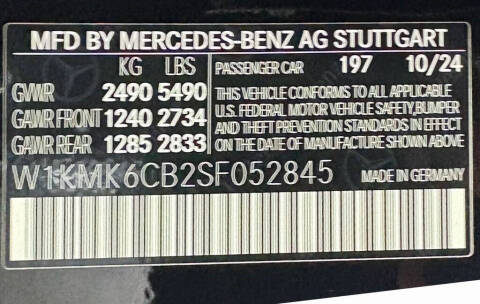 MFD BY MERCEDES-BENZ AG STUTTGART
KG LBS PASSENGER CAR 197 10/24
GVWR 2490 5490 THIS VEHICLE CONFORMS TO ALL APPLICABLE
GAWR FRONT 1240 2734 U.S. FEDERAL MOTOR VEHICLE SAFETY, BUMPER
AND THEFT PREVENTION STANDARDS IN EFFECT
GAWR REAR 1285 2833 ON THE DATE OF MANUFACTURE SHOWN ABOVE
W1KMK6CB2SF052845 MADE IN GERMANY